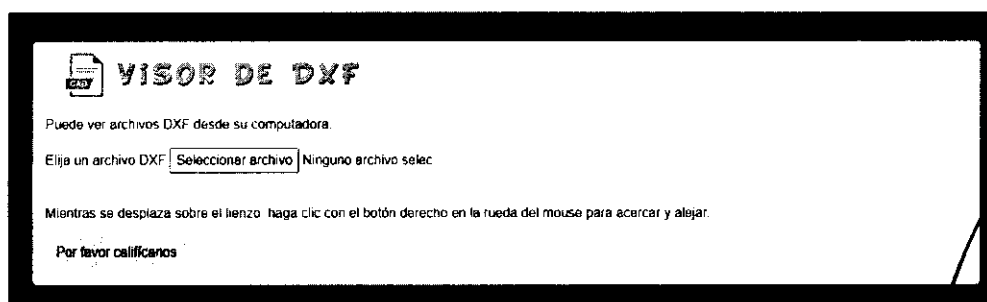 CAD VISOR DE DXF
Puede ver archivos DXF desde su computadora.
Elija un archivo DXF Seleccionar archivo Ninguno archivo selec
Mientras se desplaza sobre el lienzo, haga clic con el botón derecho en la rueda del mouse para acercar y alejar.
Por favor califícanos